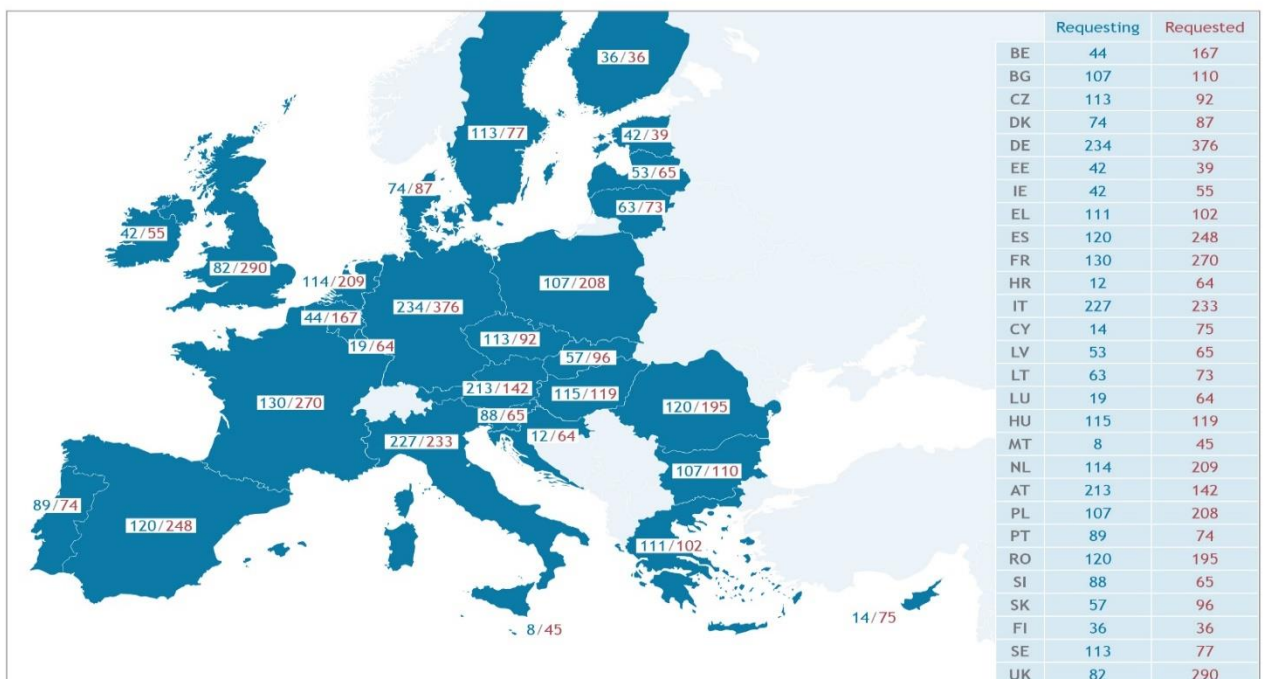 36/36
113/77
42/39
53/65
74/87
63/73
42/55
82/290
114/209
107/208
234/376
44/167
113/92
19/64
57/96
213/142
115/119
130/270
120/195
88/65
12/64
227/233
107/110
89/74
120/248
111/102
14/75
8/45
Requesting Requested
BE 44 167
BG 107 110
CZ 113 92
DK 74 87
DE 234 376
EE 42 39
IE 42 55
EL 111 102
ES 120 248
FR 130 270
HR 12 64
IT 227 233
CY 14 75
LV 53 65
LT 63 73
LU 19 64
HU 115 119
MT 8 45
NL 114 209
AT 213 142
PL 107 208
PT 89 74
RO 120 195
SI 88 65
SK 57 96
FI 36 36
SE 113 77
UK 82 290